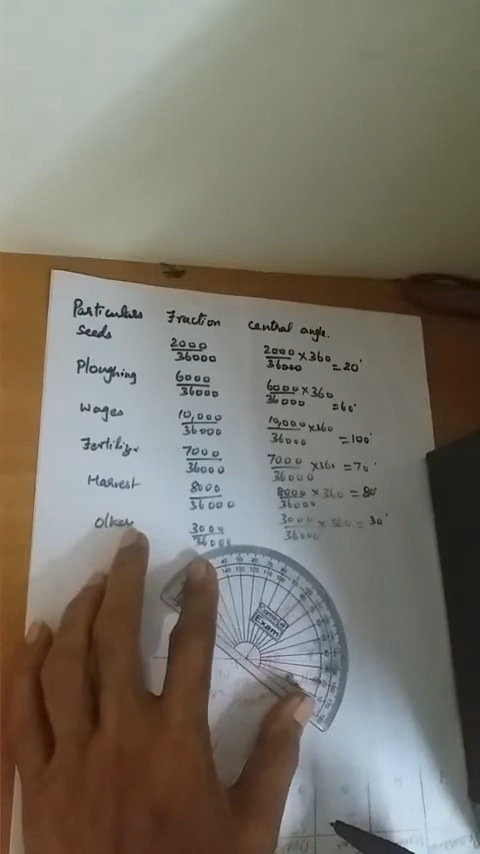 Particulars Fraction central angle.
Seeds 2000/36000 2000/36000 × 360 = 20°
Ploughing 6000/36000 6000/36000 × 360 = 60°
Wages 10,000/36000 10,000/36000 × 360 = 100°
Fertilizer 7000/36000 7000/36000 × 360 = 70°
Harvest 8000/36000 8000/36000 × 360 = 80°
Other 3000/36000 3000/36000 × 360 = 30°
Exam